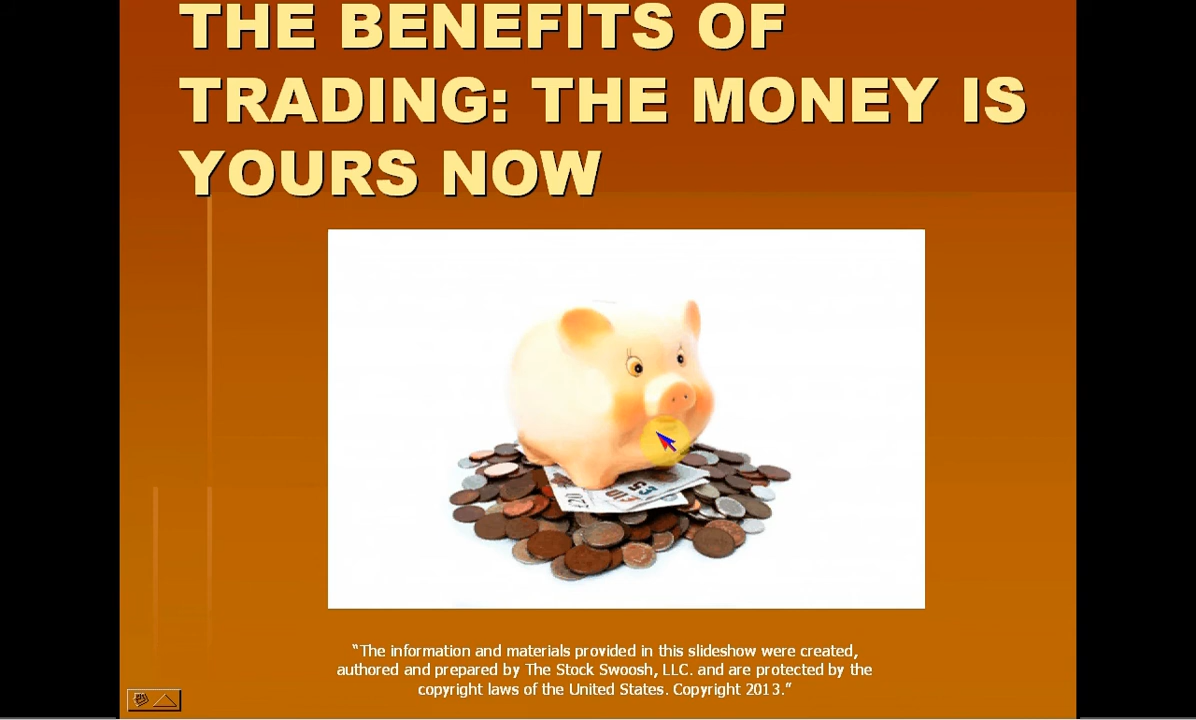 THE BENEFITS OF
TRADING: THE MONEY IS
YOURS NOW
“The information and materials provided in this slideshow were created,
authored and prepared by The Stock Swoosh, LLC. and are protected by the
copyright laws of the United States. Copyright 2013.”